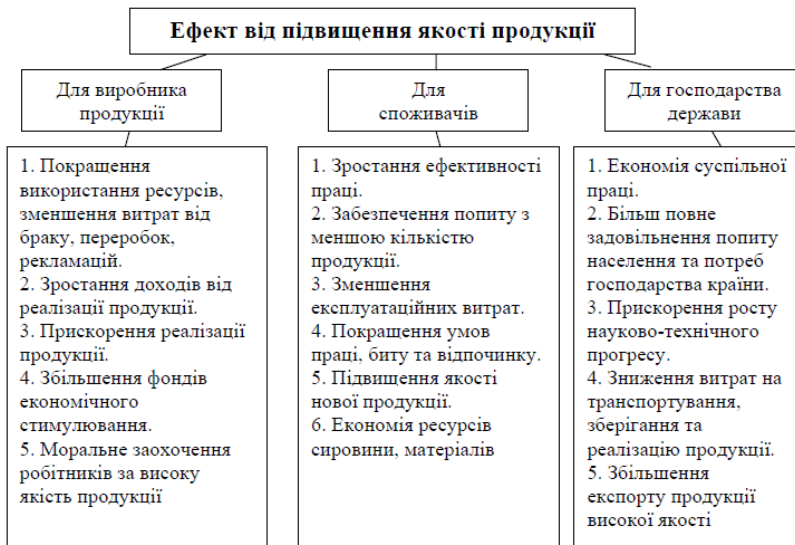 Ефект від підвищення якості продукції
Для виробника
продукції
1. Покращення
використання ресурсів,
зменшення витрат від
браку, переробок,
рекламацій.
2. Зростання доходів від
реалізації продукції.
3. Прискорення реалізації
продукції.
4. Збільшення фондів
економічного
стимулювання.
5. Моральне заохочення
робітників за високу
якість продукції
Для
споживачів
1. Зростання ефективності
праці.
2. Забезпечення попиту з
меншою кількістю
продукції.
3. Зменшення
експлуатаційних витрат.
4. Покращення умов
праці, биту та відпочинку.
5. Підвищення якості
нової продукції.
6. Економія ресурсів
сировини, матеріалів
Для господарства
держави
1. Економія суспільної
праці.
2. Більш повне
задовільнення попиту
населення та потреб
господарства країни.
3. Прискорення росту
науково-технічного
прогресу.
4. Зниження витрат на
транспортування,
зберігання та
реалізацію продукції.
5. Збільшення
експорту продукції
високої якості